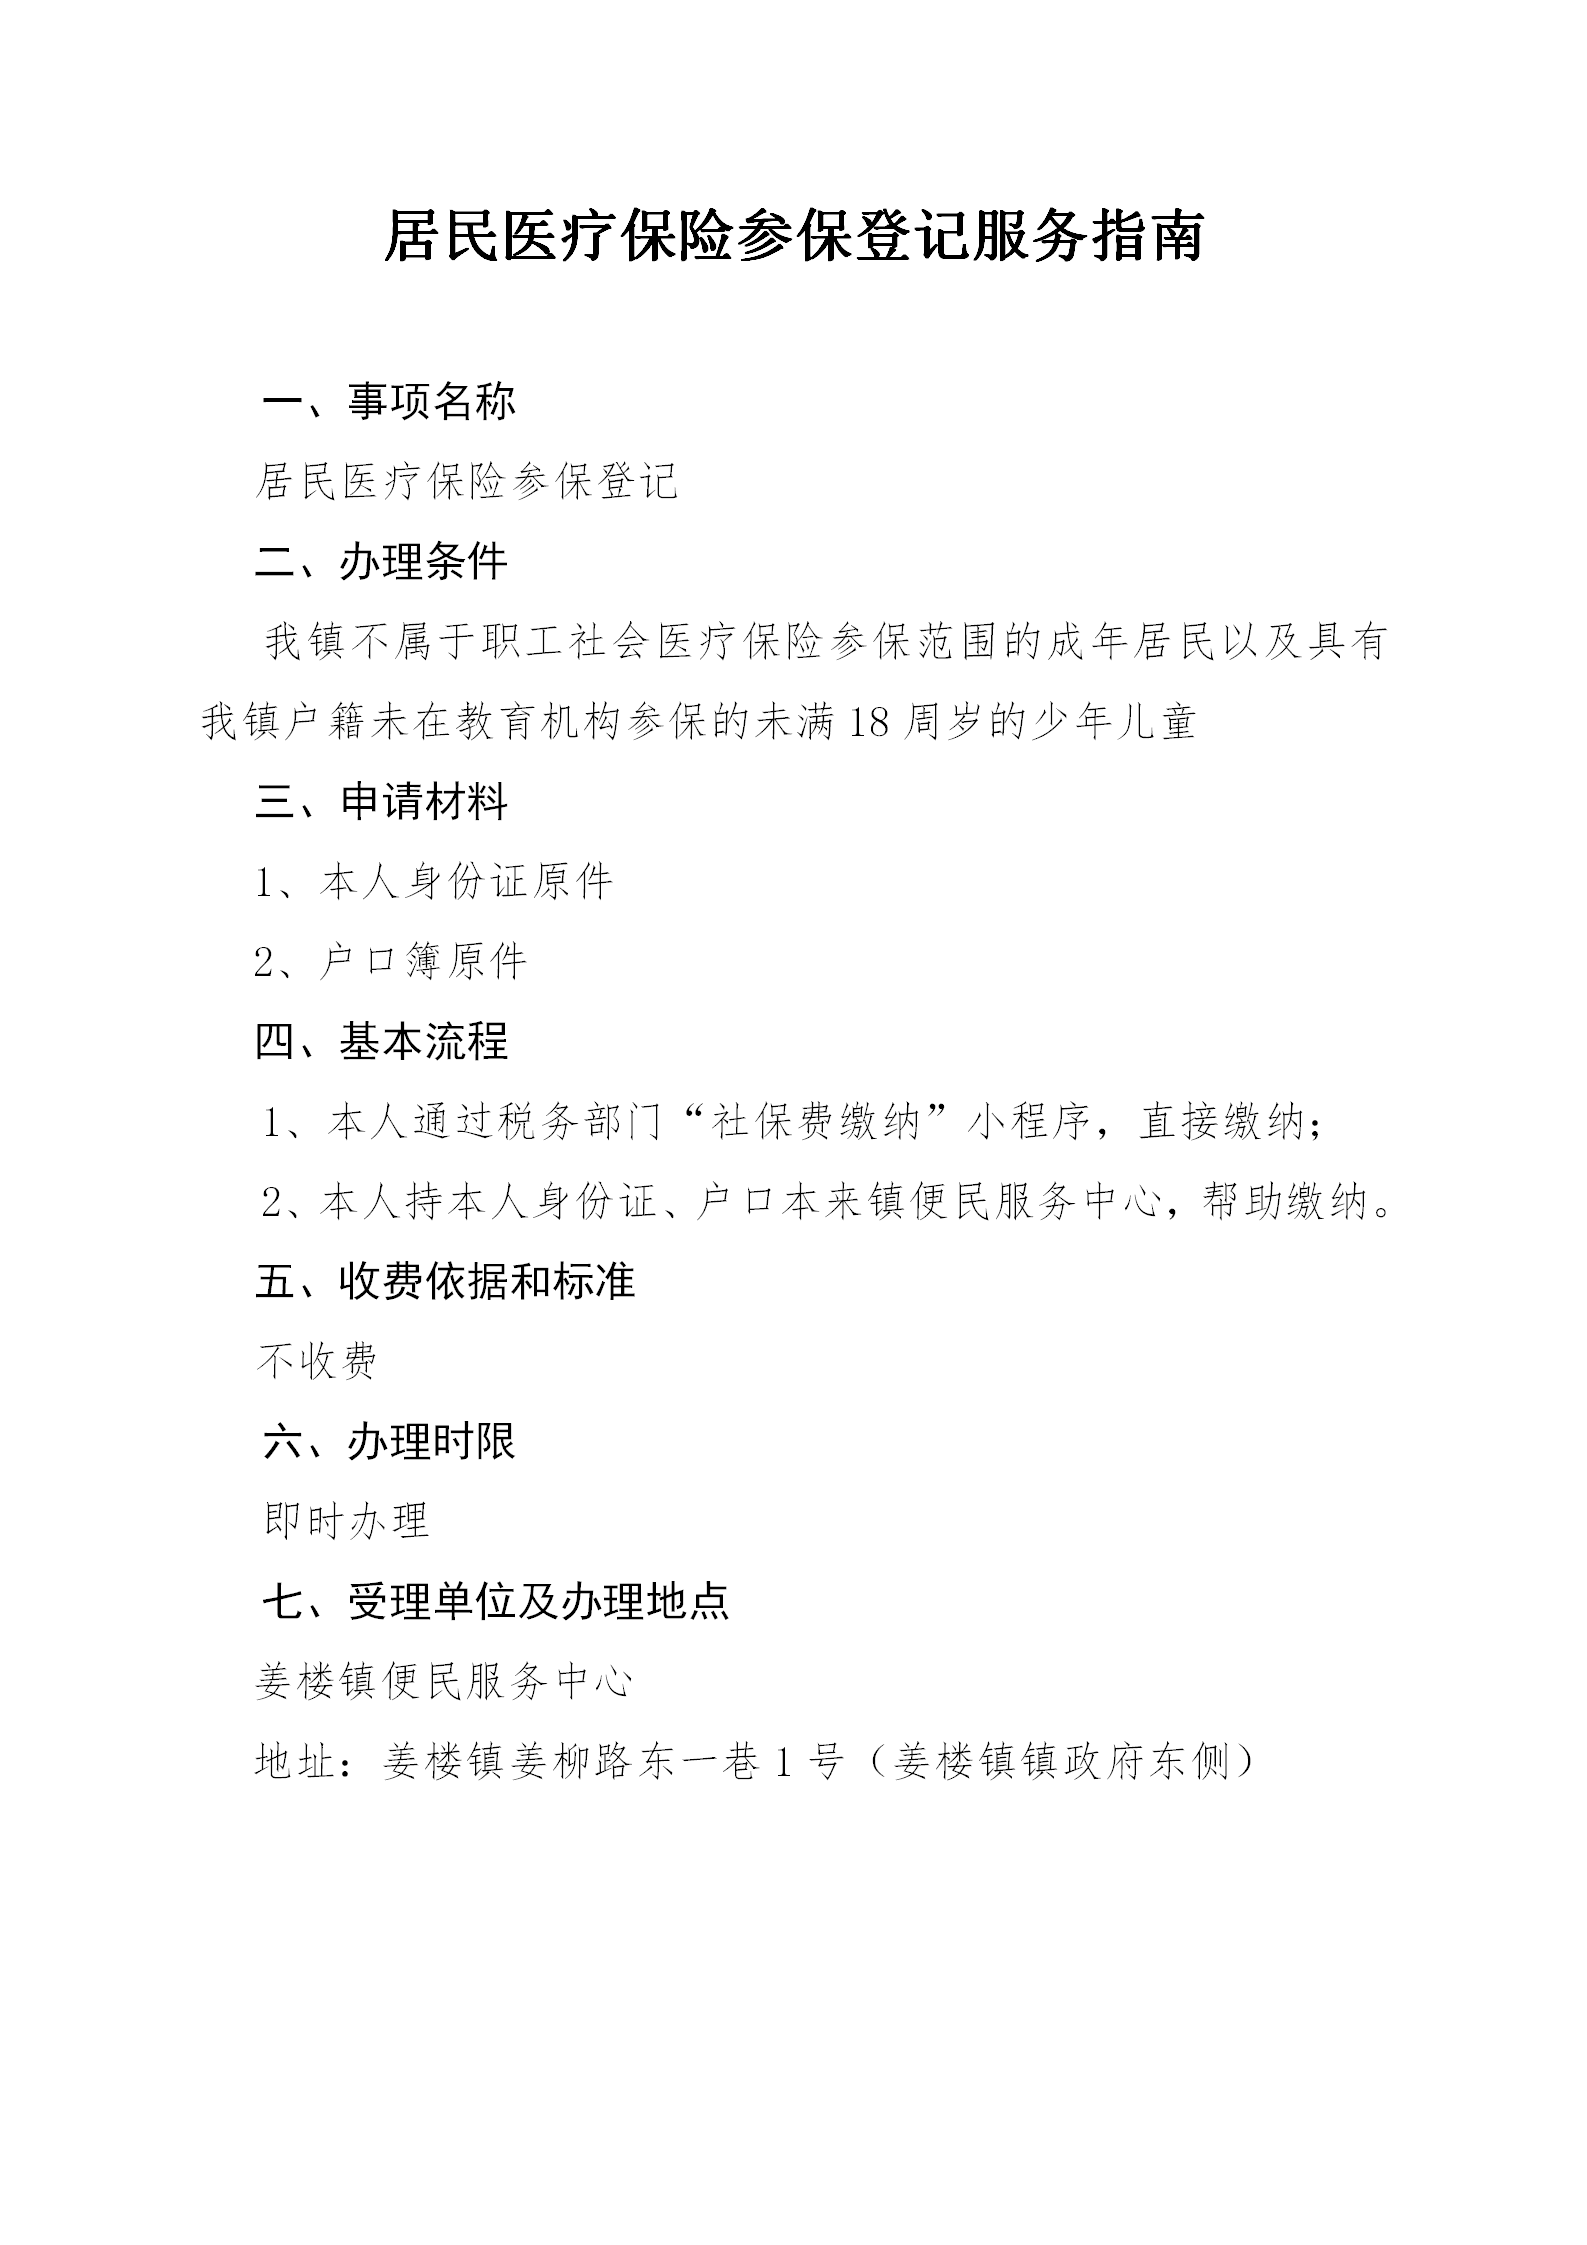 居民医疗保险参保登记服务指南
一、事项名称
居民医疗保险参保登记
二、办理条件
我镇不属于职工社会医疗保险参保范围的成年居民以及具有
我镇户籍未在教育机构参保的未满 18 周岁的少年儿童
三、申请材料
1、本人身份证原件
2、户口簿原件
四、基本流程
1、本人通过税务部门“社保费缴纳”小程序，直接缴纳；
2、本人持本人身份证、户口本来镇便民服务中心，帮助缴纳。
五、收费依据和标准
不收费
六、办理时限
即时办理
七、受理单位及办理地点
姜楼镇便民服务中心
地址：姜楼镇姜柳路东一巷 1 号（姜楼镇镇政府东侧）